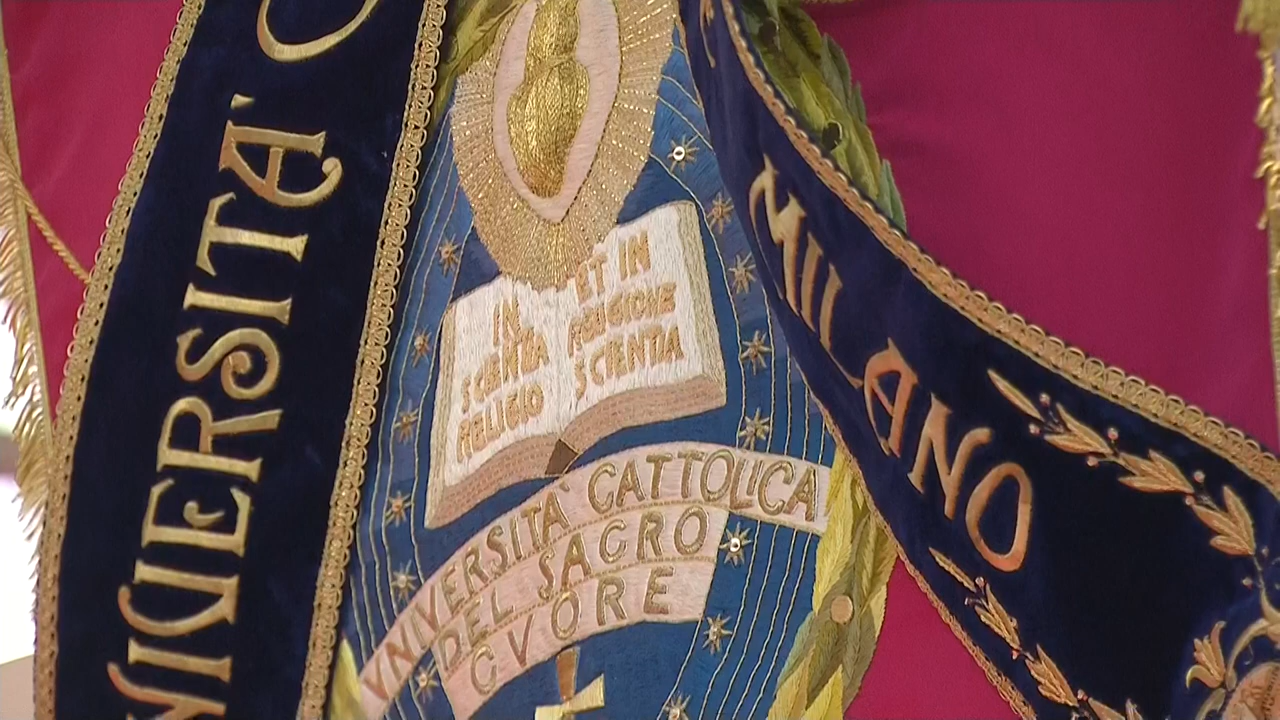 UNIVERSITA' C
IN
SCIENTIA
RELIGIO
ET IN
RELIGIONE
SCIENTIA
VNIVERSITA' CATTOLICA
DEL SACRO
CVORE
MILANO